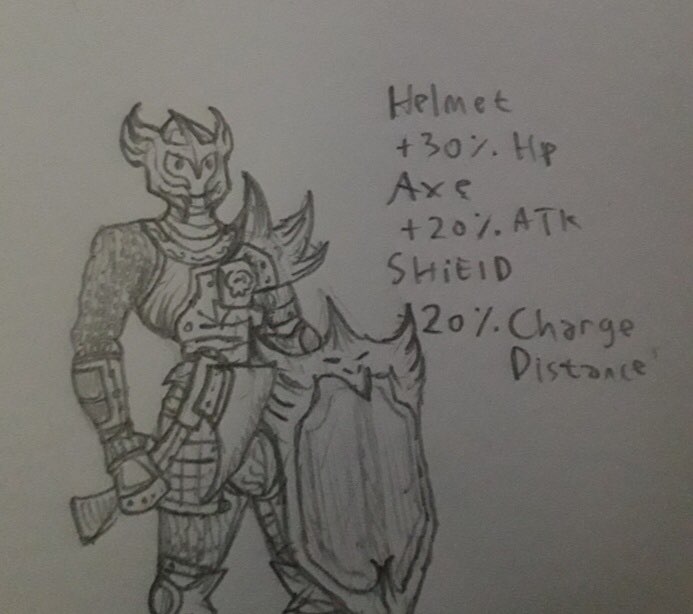 Helmet
+30%. Hp
Axe
+20%. ATK
SHiElD
20%. Charge
Distance